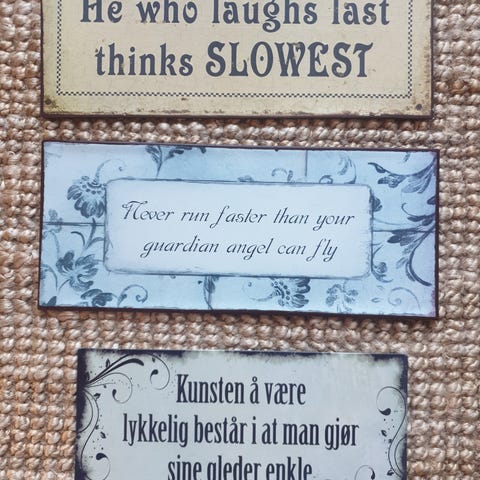 He who laughs last
thinks SLOWEST
Never run faster than your
guardian angel can fly
Kunsten å være
lykkelig består i at man gjør
sine gleder enkle